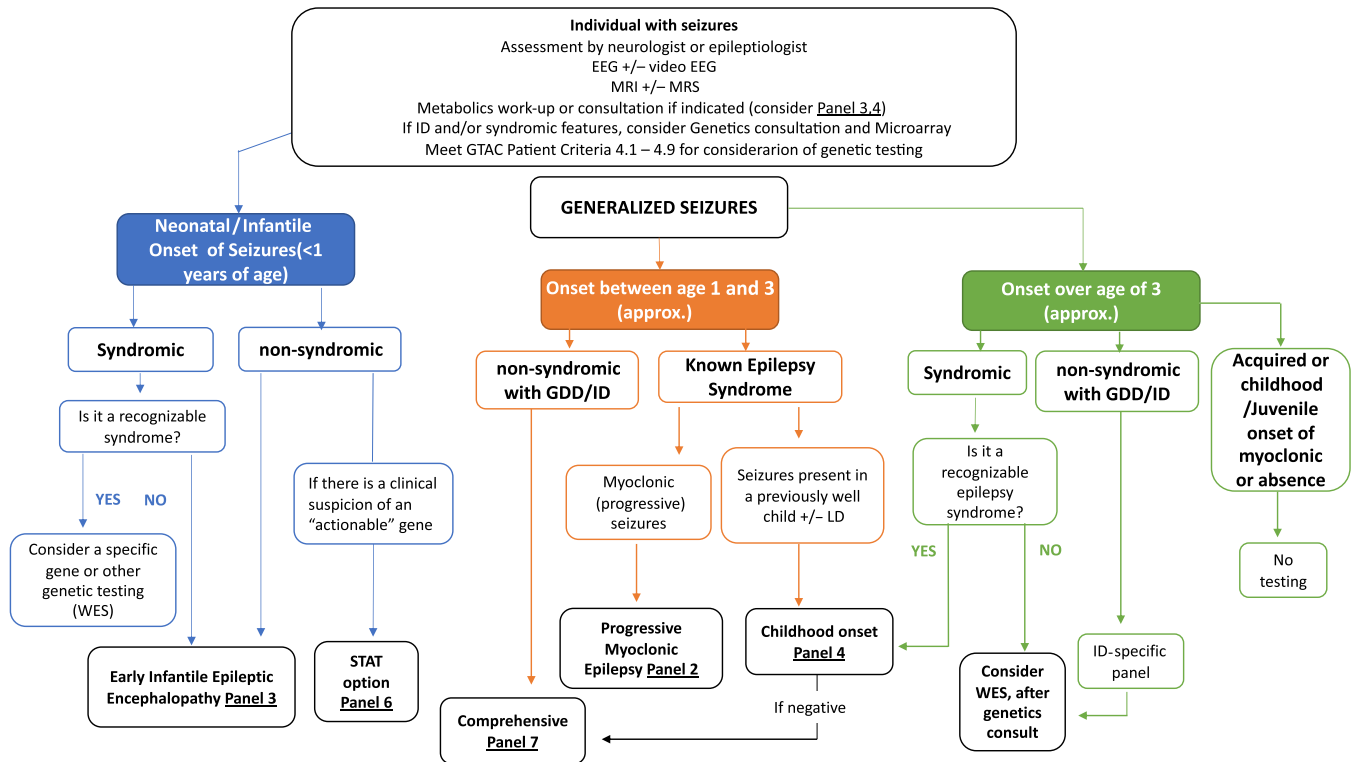 Individual with seizures
Assessment by neurologist or epileptiologist
EEG +/– video EEG
MRI +/– MRS
Metabolics work-up or consultation if indicated (consider Panel 3,4)
If ID and/or syndromic features, consider Genetics consultation and Microarray
Meet GTAC Patient Criteria 4.1 – 4.9 for considerarion of genetic testing
GENERALIZED SEIZURES
Neonatal/Infantile
Onset of Seizures(<1
years of age)
Syndromic
non-syndromic
Is it a recognizable
syndrome?
YES
NO
If there is a clinical
suspicion of an
“actionable” gene
Consider a specific
gene or other
genetic testing
(WES)
Early Infantile Epileptic
Encephalopathy Panel 3
STAT
option
Panel 6
Onset between age 1 and 3
(approx.)
non-syndromic
with GDD/ID
Known Epilepsy
Syndrome
Myoclonic
(progressive)
seizures
Seizures present in
a previously well
child +/– LD
Progressive
Myoclonic
Epilepsy Panel 2
Childhood onset
Panel 4
If negative
Comprehensive
Panel 7
Onset over age of 3
(approx.)
Syndromic
non-syndromic
with GDD/ID
Acquired or
childhood
/Juvenile
onset of
myoclonic
or absence
Is it a
recognizable
epilepsy
syndrome?
YES
NO
No
testing
ID-specific
panel
Consider
WES, after
genetics
consult